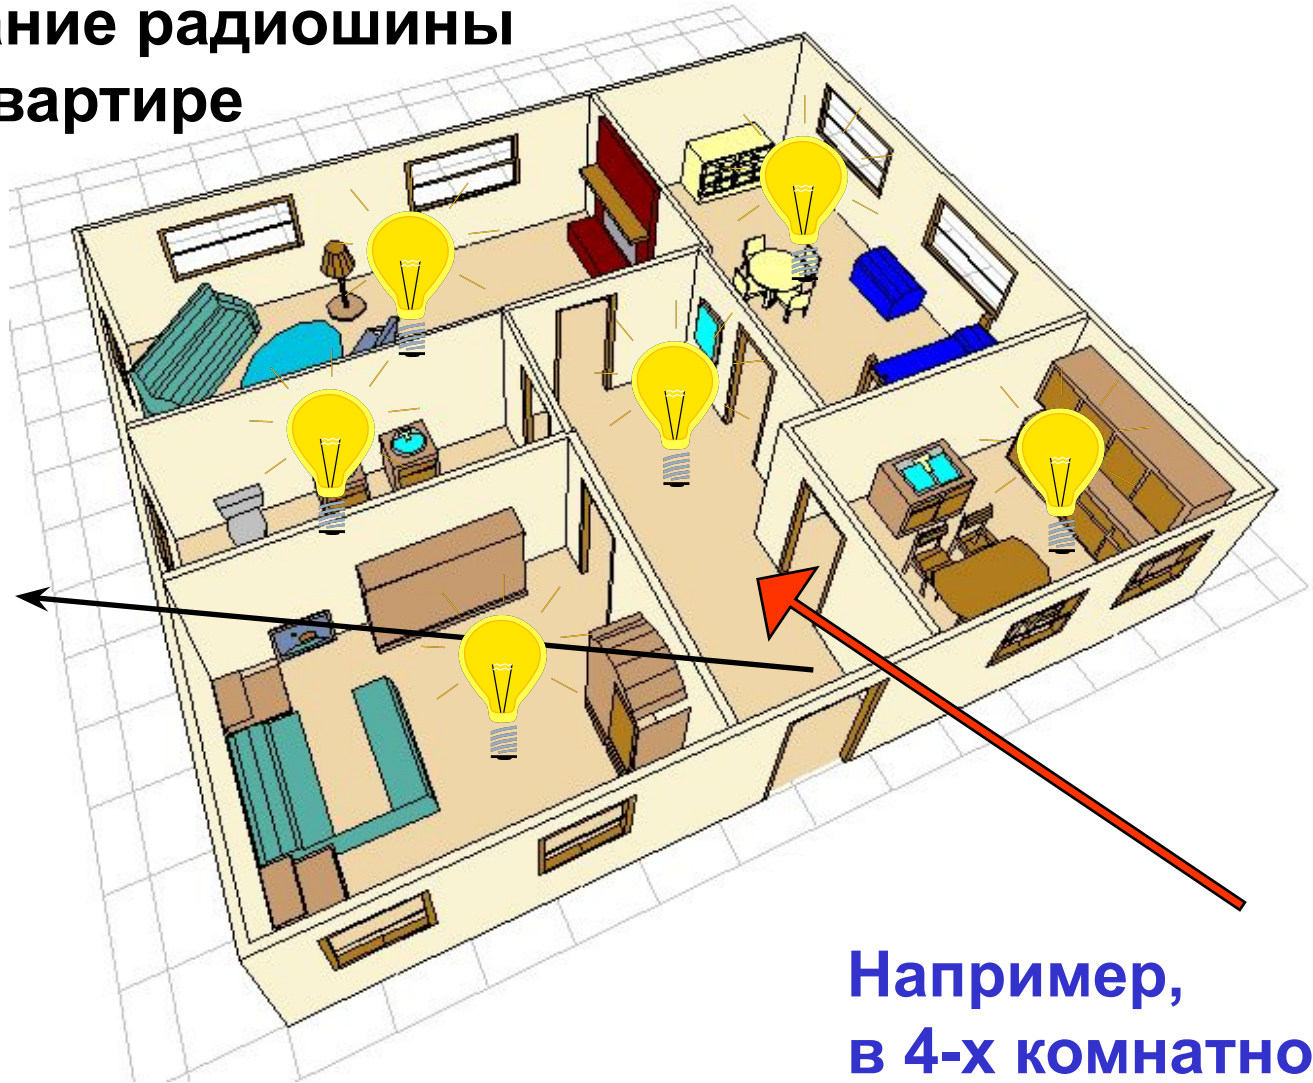 ание радиошины
вартире
Например,
в 4-х комнатно